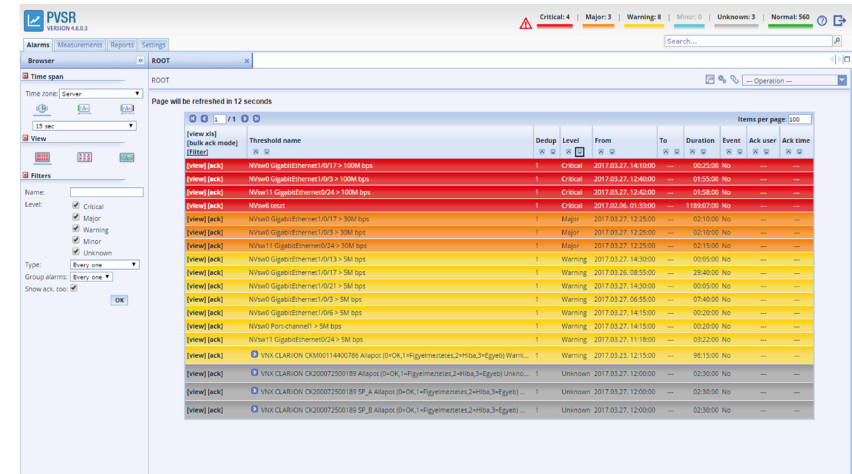 PVSR
VERSION 4.6.0.3
Critical: 4 | Major: 3 | Warning: 8 | Minor: 0 | Unknown: 3 | Normal: 560
Search...
Alarms Measurements Reports Settings
Browser
ROOT
Time span
ROOT
--- Operation ---
Time zone: Server
Page will be refreshed in 12 seconds
15 sec
1 / 1
Items per page 100
View
[view xls]
[bulk ack mode]
[Filter]
Threshold name Dedup Level From To Duration Event Ack user Ack time
Filters
Name:
Level:
Critical
Major
Warning
Minor
Unknown
Type: Every one
Group alarms: Every one
Show ack. too:
OK
[view] [ack] NVsw0 GigabitEthernet1/0/17 > 100M bps 1 Critical 2017.03.27. 14:10:00 --- 00:25:00 No --- ---
[view] [ack] NVsw0 GigabitEthernet1/0/3 > 100M bps 1 Critical 2017.03.27. 12:40:00 --- 01:55:00 No --- ---
[view] [ack] NVsw11 GigabitEthernet0/24 > 100M bps 1 Critical 2017.03.27. 12:42:00 --- 01:58:00 No --- ---
[view] [ack] NVsw6 teszt 1 Critical 2017.02.06. 01:33:00 --- 1189:07:00 No --- ---
[view] [ack] NVsw0 GigabitEthernet1/0/17 > 30M bps 1 Major 2017.03.27. 12:25:00 --- 02:10:00 No --- ---
[view] [ack] NVsw0 GigabitEthernet1/0/3 > 30M bps 1 Major 2017.03.27. 12:25:00 --- 02:10:00 No --- ---
[view] [ack] NVsw11 GigabitEthernet0/24 > 30M bps 1 Major 2017.03.27. 12:25:00 --- 02:15:00 No --- ---
[view] [ack] NVsw0 GigabitEthernet1/0/13 > 5M bps 1 Warning 2017.03.27. 14:30:00 --- 00:05:00 No --- ---
[view] [ack] NVsw0 GigabitEthernet1/0/17 > 5M bps 1 Warning 2017.03.26. 08:55:00 --- 29:40:00 No --- ---
[view] [ack] NVsw0 GigabitEthernet1/0/21 > 5M bps 1 Warning 2017.03.27. 14:30:00 --- 00:05:00 No --- ---
[view] [ack] NVsw0 GigabitEthernet1/0/3 > 5M bps 1 Warning 2017.03.27. 06:55:00 --- 07:40:00 No --- ---
[view] [ack] NVsw0 GigabitEthernet1/0/6 > 5M bps 1 Warning 2017.03.27. 14:15:00 --- 00:20:00 No --- ---
[view] [ack] NVsw0 Port-channel1 > 5M bps 1 Warning 2017.03.27. 14:15:00 --- 00:20:00 No --- ---
[view] [ack] NVsw11 GigabitEthernet0/24 > 5M bps 1 Warning 2017.03.27. 11:18:00 --- 03:22:00 No --- ---
[view] [ack] VNX CLARIION CKM00114400786 Allapot (0=OK,1=Figyelmeztetes,2=Hiba,3=Egyeb) Warni... 1 Warning 2017.03.23. 12:15:00 --- 98:15:00 No --- ---
[view] [ack] VNX CLARIION CK200072500189 Allapot (0=OK,1=Figyelmeztetes,2=Hiba,3=Egyeb) Unkno... 1 Unknown 2017.03.27. 12:00:00 --- 02:30:00 No --- ---
[view] [ack] VNX CLARIION CK200072500189 SP_A Allapot (0=OK,1=Figyelmeztetes,2=Hiba,3=Egyeb) ... 1 Unknown 2017.03.27. 12:00:00 --- 02:30:00 No --- ---
[view] [ack] VNX CLARIION CK200072500189 SP_B Allapot (0=OK,1=Figyelmeztetes,2=Hiba,3=Egyeb) ... 1 Unknown 2017.03.27. 12:00:00 --- 02:30:00 No --- ---